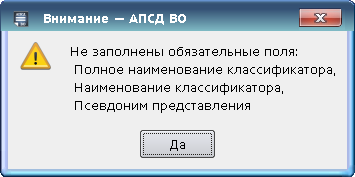 Внимание — АПСД ВО
Не заполнены обязательные поля:
Полное наименование классификатора,
Наименование классификатора,
Псевдоним представления
Да